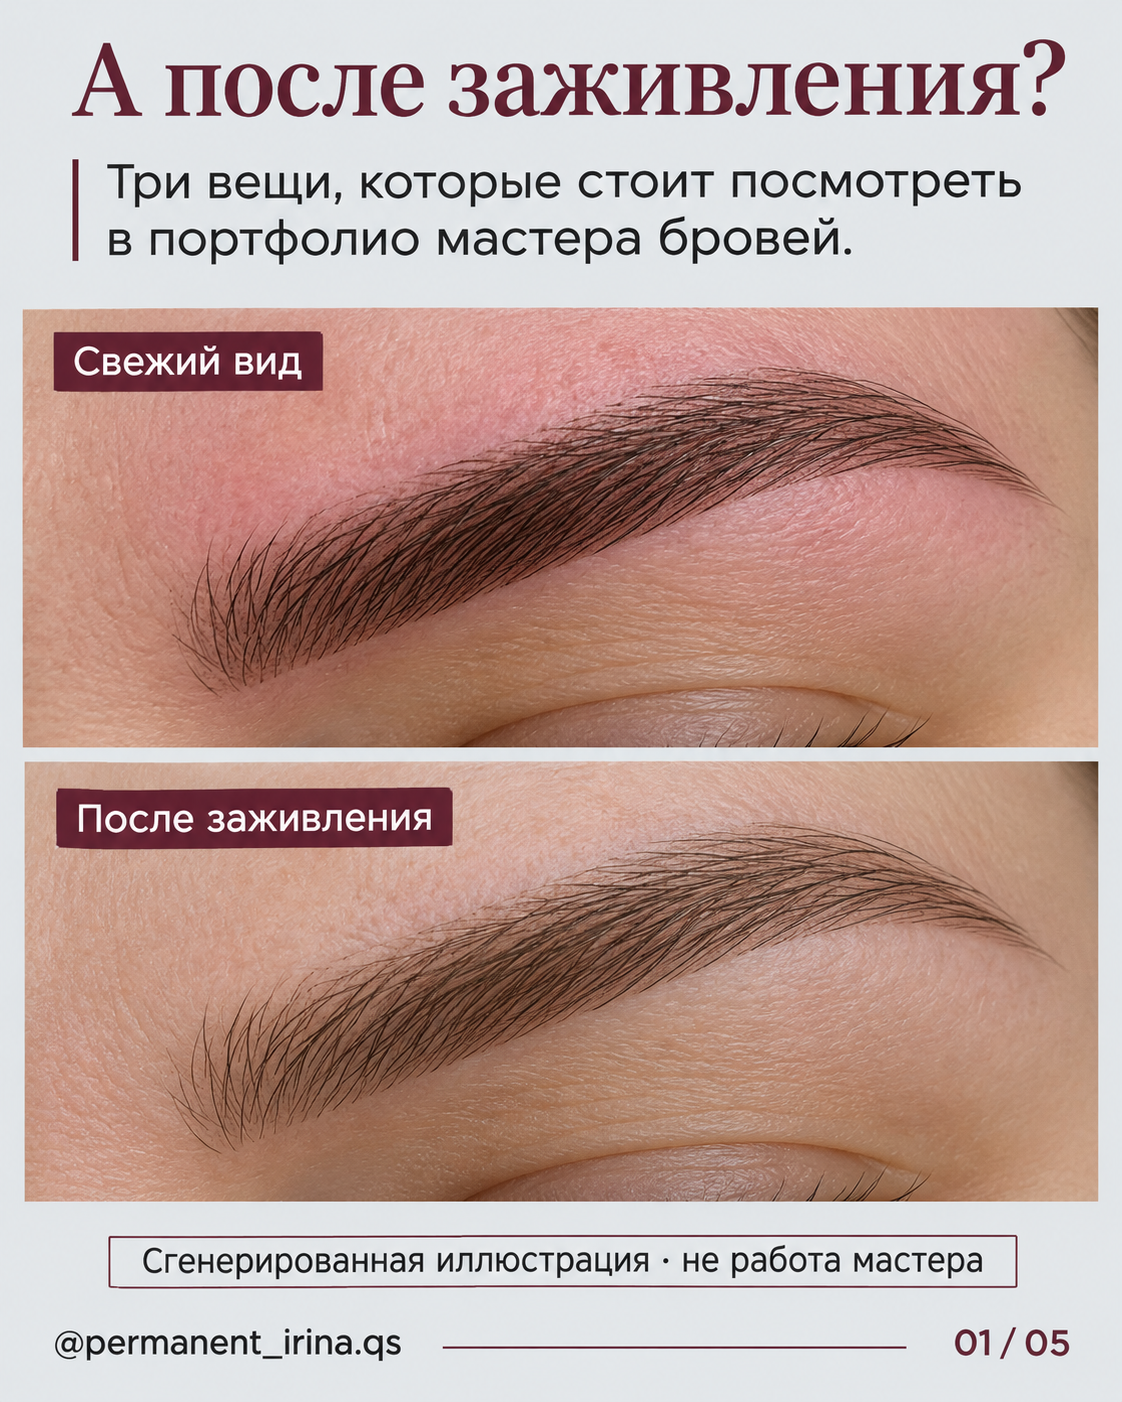 А после заживления?
Три вещи, которые стоит посмотреть
в портфолио мастера бровей.
Свежий вид
После заживления
Сгенерированная иллюстрация · не работа мастера
@permanent_irina.qs
01 / 05